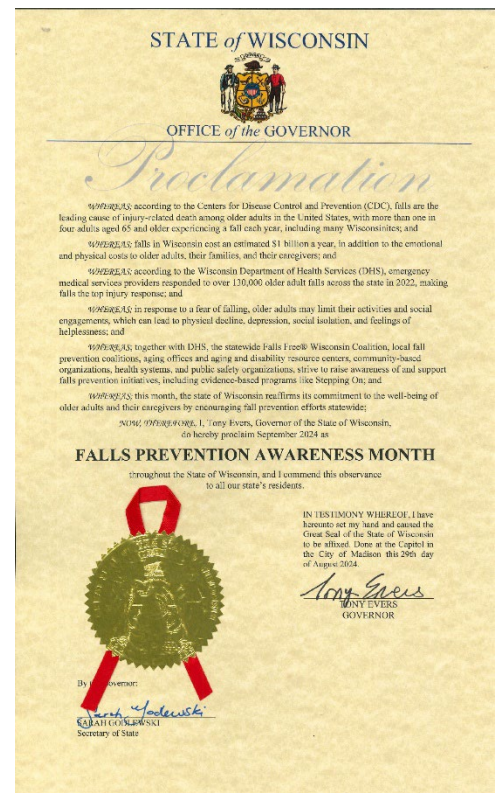 STATE of WISCONSIN
OFFICE of the GOVERNOR
Proclamation
WHEREAS; according to the Centers for Disease Control and Prevention (CDC), falls are the
leading cause of injury-related death among older adults in the United States, with more than one in
four adults aged 65 and older experiencing a fall each year, including many Wisconsinites; and
WHEREAS; falls in Wisconsin cost an estimated $1 billion a year, in addition to the emotional
and physical costs to older adults, their families, and their caregivers; and
WHEREAS; according to the Wisconsin Department of Health Services (DHS), emergency
medical services providers responded to over 130,000 older adult falls across the state in 2022, making
falls the top injury response; and
WHEREAS; in response to a fear of falling, older adults may limit their activities and social
engagements, which can lead to physical decline, depression, social isolation, and feelings of
helplessness; and
WHEREAS; together with DHS, the statewide Falls Free® Wisconsin Coalition, local fall
prevention coalitions, aging offices and aging and disability resource centers, community-based
organizations, health systems, and public safety organizations, strive to raise awareness of and support
falls prevention initiatives, including evidence-based programs like Stepping On; and
WHEREAS; this month, the state of Wisconsin reaffirms its commitment to the well-being of
older adults and their caregivers by encouraging fall prevention efforts statewide;
NOW, THEREFORE, I, Tony Evers, Governor of the State of Wisconsin,
do hereby proclaim September 2024 as
FALLS PREVENTION AWARENESS MONTH
throughout the State of Wisconsin, and I commend this observance
to all our state's residents.
IN TESTIMONY WHEREOF, I have
hereunto set my hand and caused the
Great Seal of the State of Wisconsin
to be affixed. Done at the Capitol in
the City of Madison this 29th day
of August 2024.
Tony Evers
TONY EVERS
GOVERNOR
By the Governor:
Sarah Godlewski
SARAH GODLEWSKI
Secretary of State